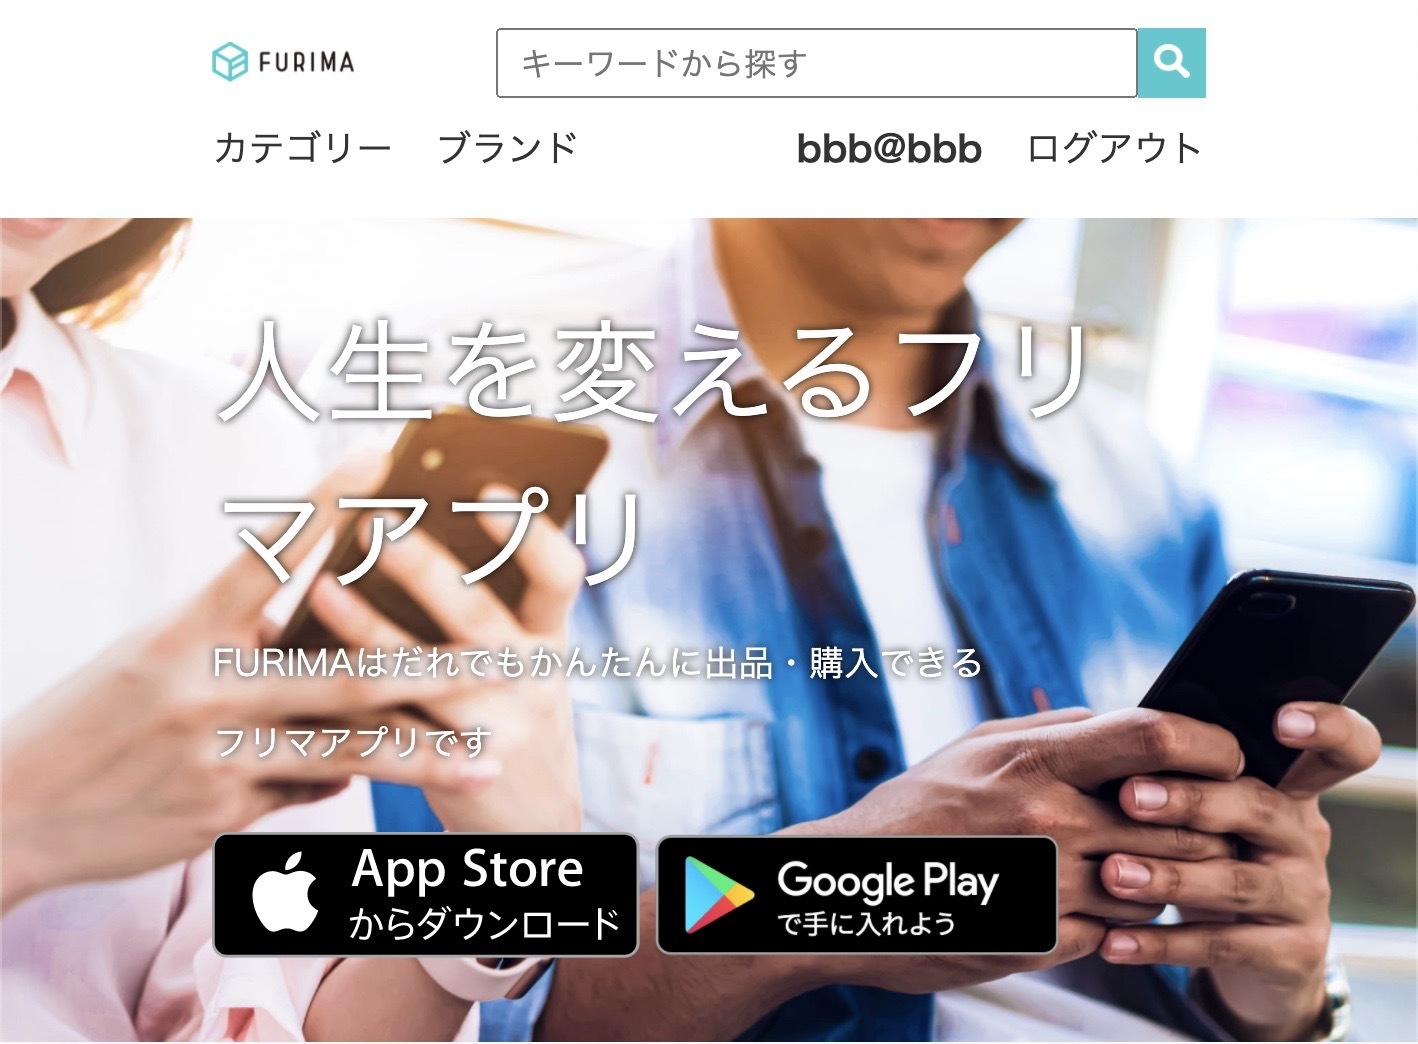 FURIMA
キーワードから探す
カテゴリー ブランド bbb@bbb ログアウト
人生を変えるフリ
マアプリ
FURIMAはだれでもかんたんに出品・購入できる
フリマアプリです
App Store
からダウンロード
Google Play
で手に入れよう